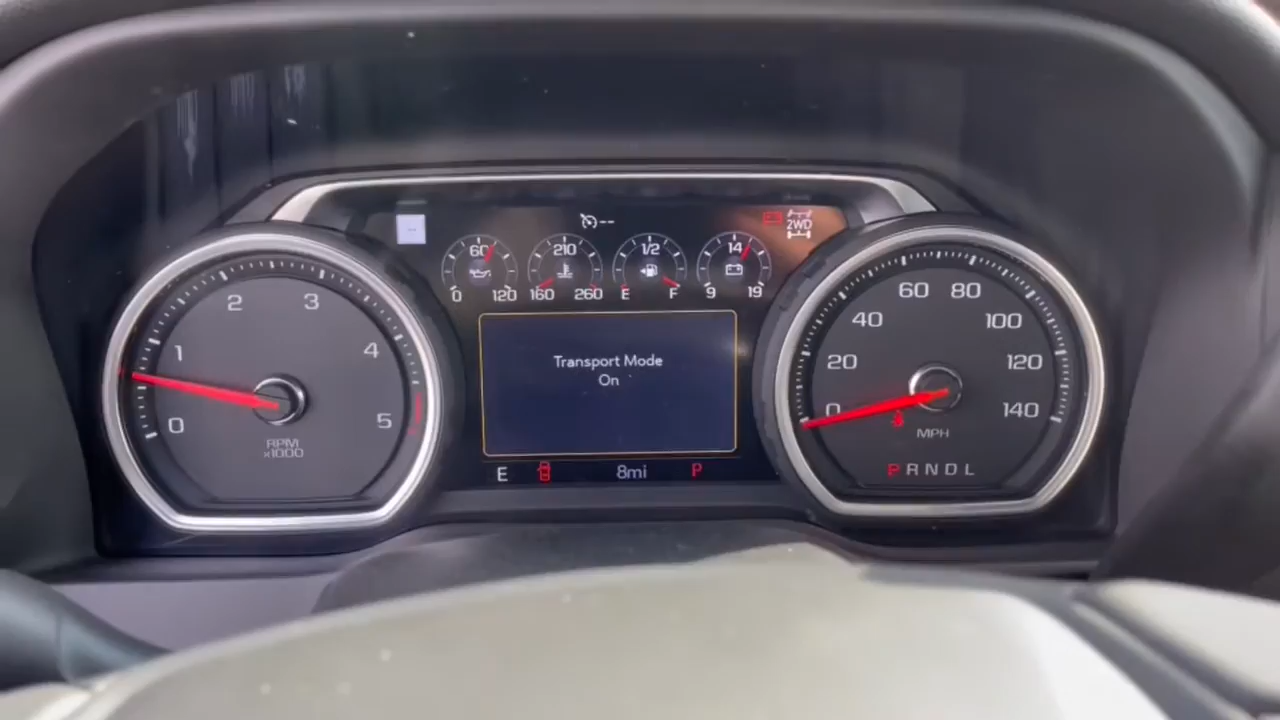 60
0 120
210
160 260
1/2
E F
14
9 19
--
2WD
0 1 2 3 4 5
RPM
x1000
Transport Mode
On
E 8mi P
0 20 40 60 80 100 120 140
MPH
PRNDL